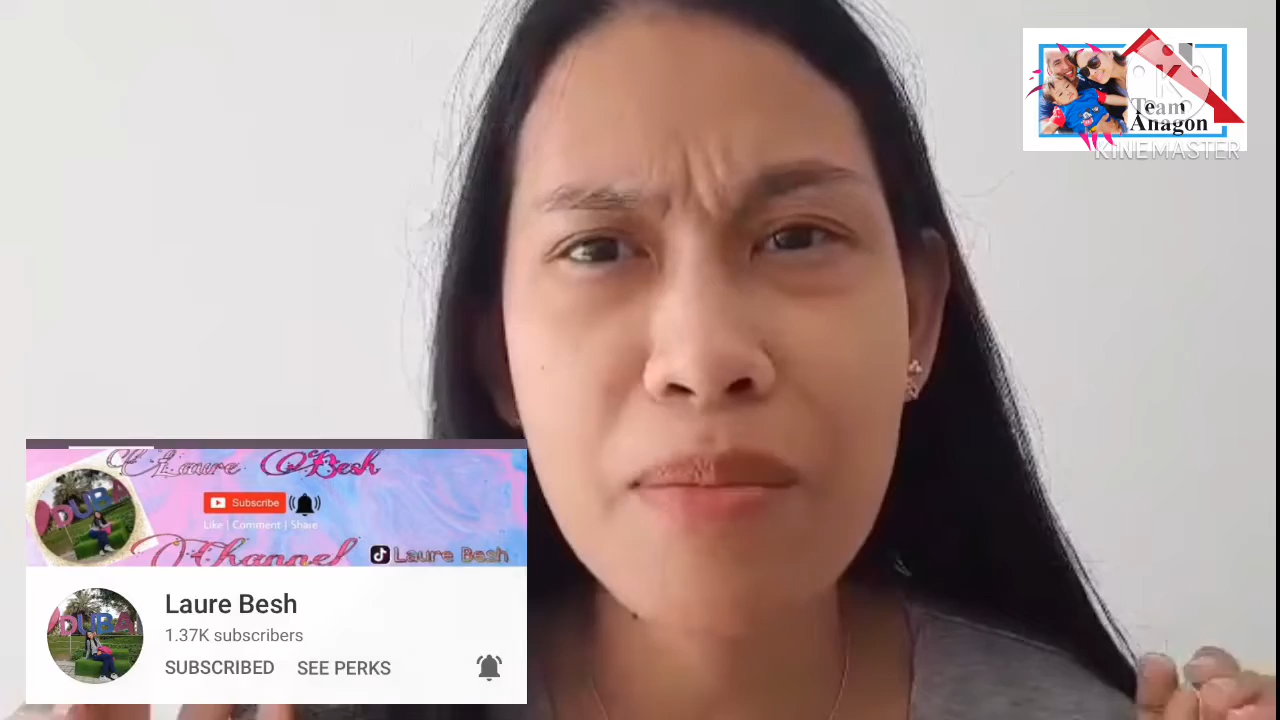 Team
Anagon
KINEMASTER
Laure Besh
Subscribe
Like | Comment | Share
Channel
Laure Besh
DUBAI
Laure Besh
1.37K subscribers
SUBSCRIBED SEE PERKS